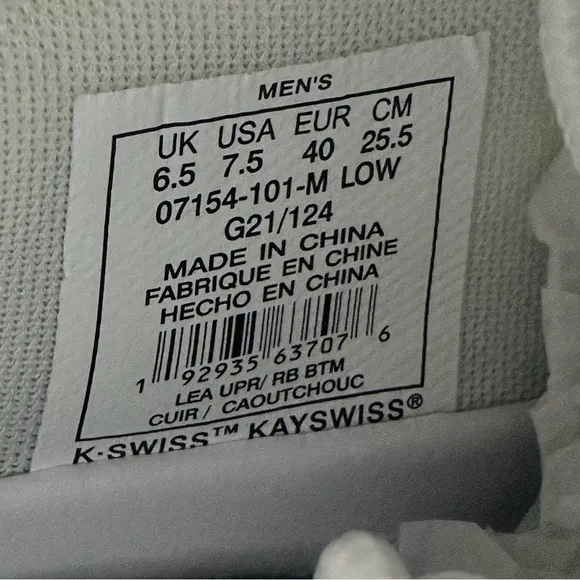 MEN'S
UK USA EUR CM
6.5 7.5 40 25.5
07154-101-M LOW
G21/124
MADE IN CHINA
FABRIQUE EN CHINE
HECHO EN CHINA
1 92935 63707 6
LEA UPR/ RB BTM
CUIR / CAOUTCHOUC
K·SWISS™ KAYSWISS®